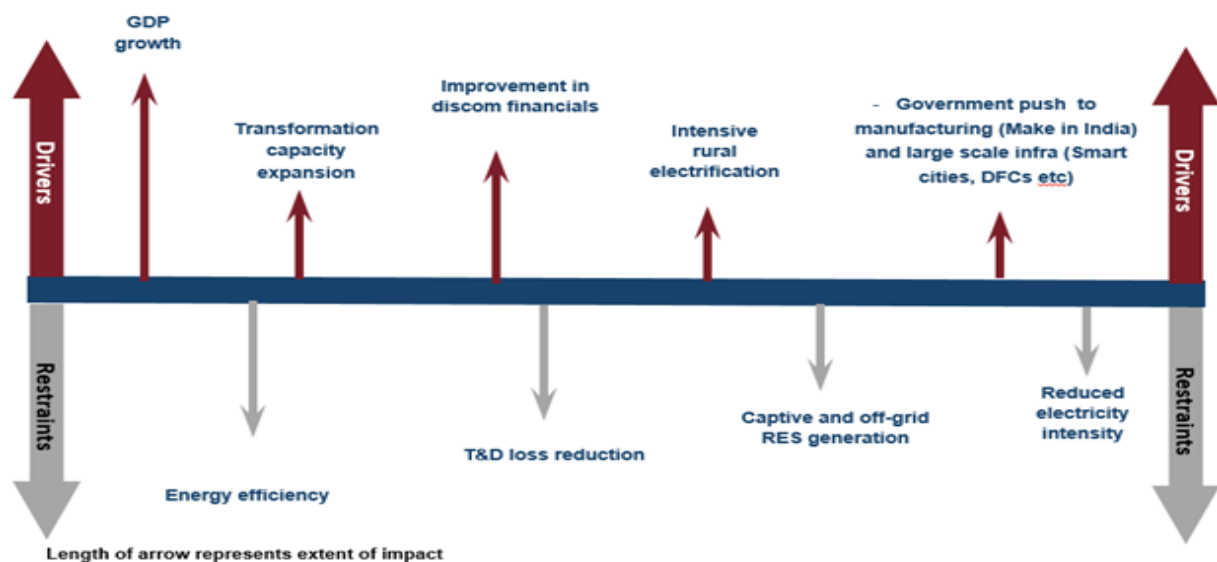 GDP
growth
Improvement in
discom financials
- Government push to
manufacturing (Make in India)
and large scale infra (Smart
cities, DFCs etc)
Transformation
capacity
expansion
Intensive
rural
electrification
Drivers
Drivers
Restraints
Restraints
Energy efficiency
T&D loss reduction
Captive and off-grid
RES generation
Reduced
electricity
intensity
Length of arrow represents extent of impact